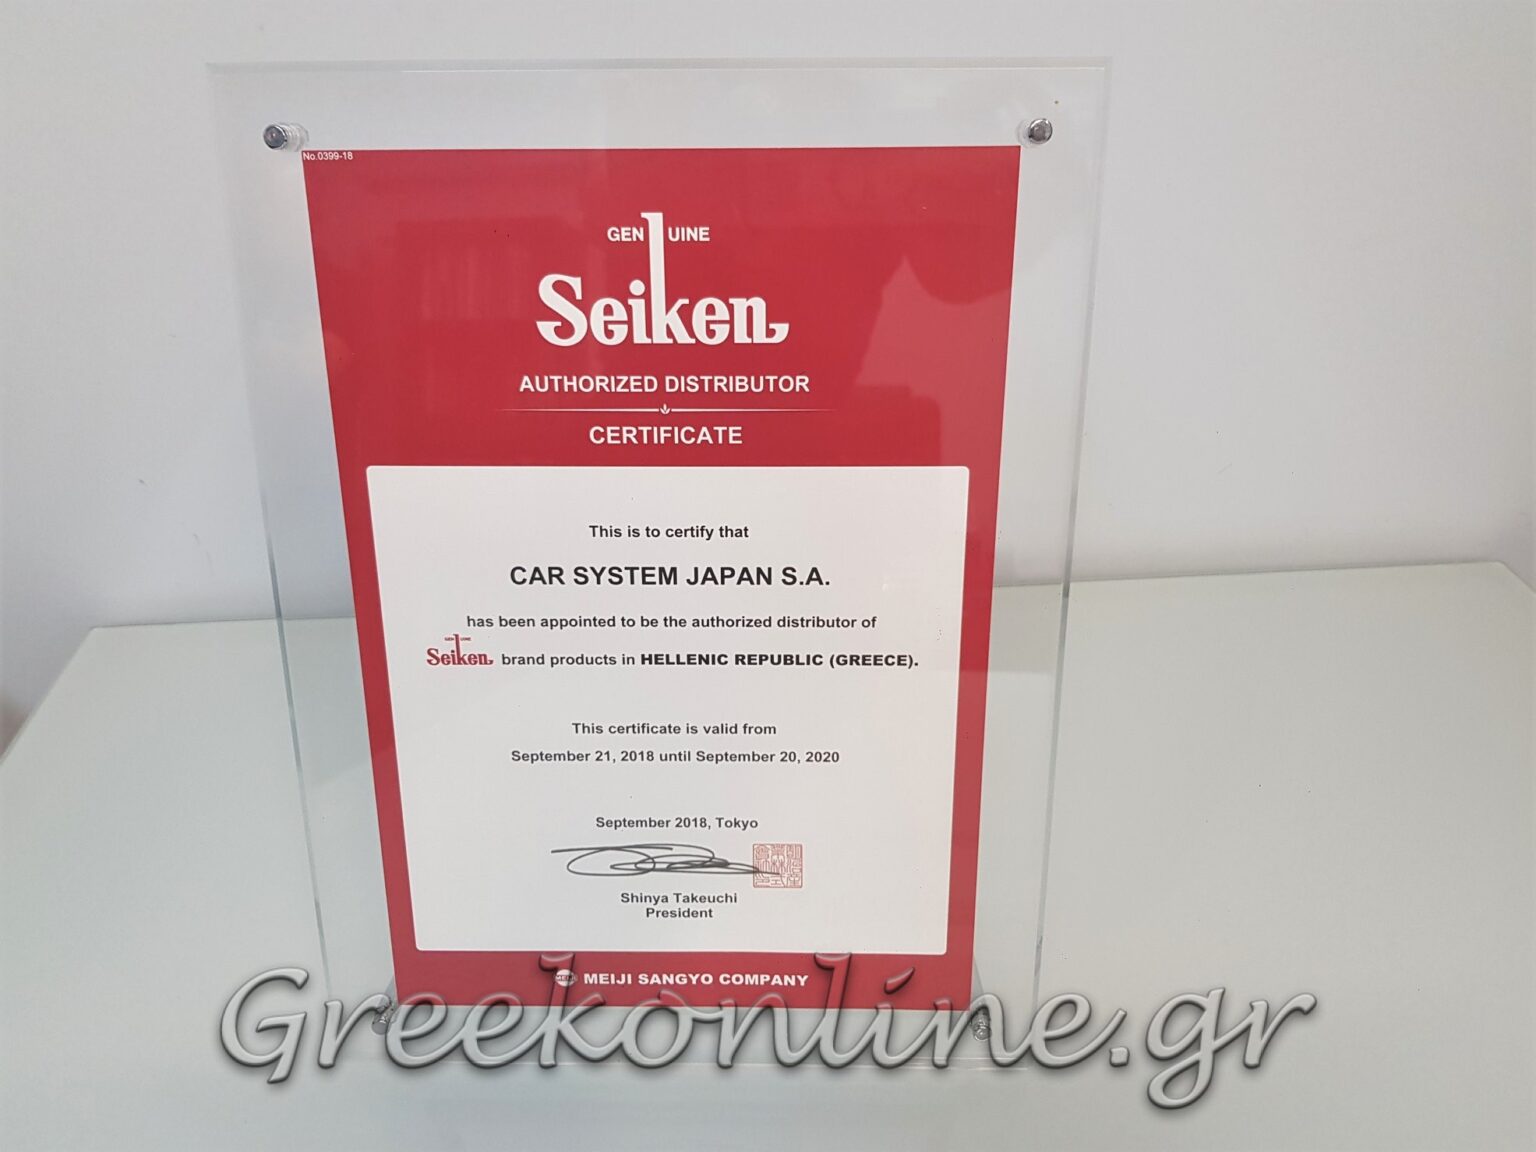 No.0399-18
GENUINE
Seiken
AUTHORIZED DISTRIBUTOR
CERTIFICATE
This is to certify that
CAR SYSTEM JAPAN S.A.
has been appointed to be the authorized distributor of
GENUINE
Seiken brand products in HELLENIC REPUBLIC (GREECE).
This certificate is valid from
September 21, 2018 until September 20, 2020
September 2018, Tokyo
Shinya Takeuchi
President
MEIJI SANGYO COMPANY
Greekonline.gr